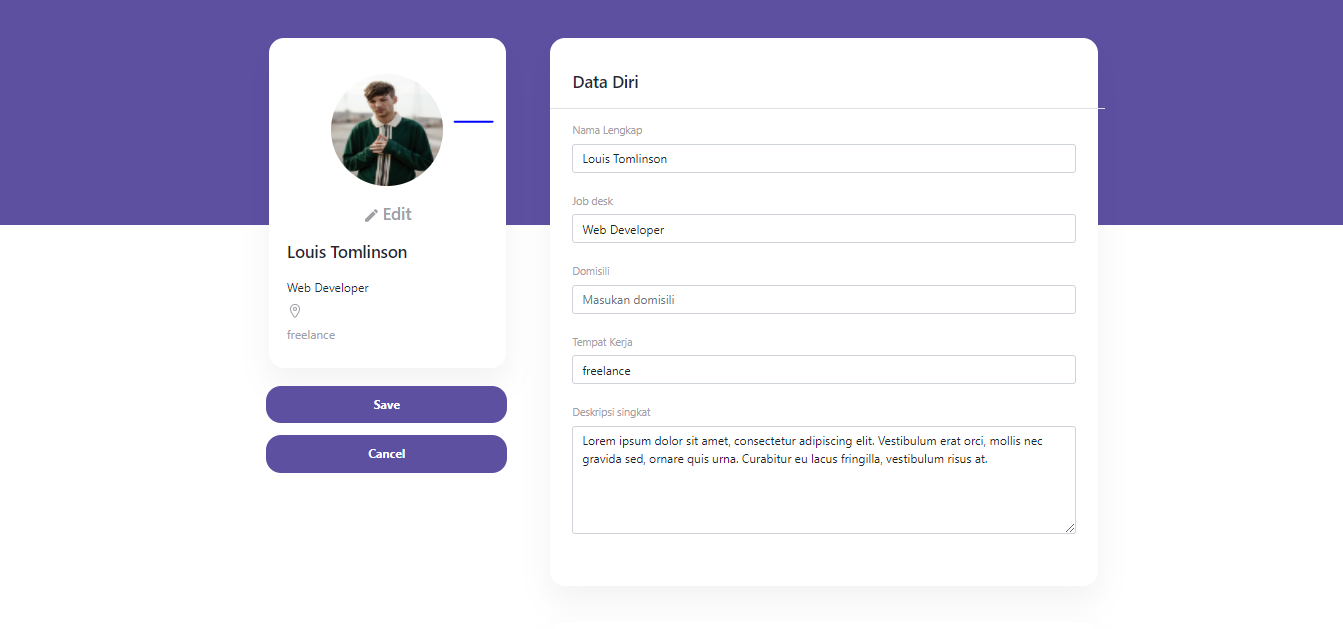 Edit
Louis Tomlinson
Web Developer
freelance
Save
Cancel
Data Diri
Nama Lengkap
Louis Tomlinson
Job desk
Web Developer
Domisili
Masukan domisili
Tempat Kerja
freelance
Deskripsi singkat
Lorem ipsum dolor sit amet, consectetur adipiscing elit. Vestibulum erat orci, mollis nec
gravida sed, ornare quis urna. Curabitur eu lacus fringilla, vestibulum risus at.